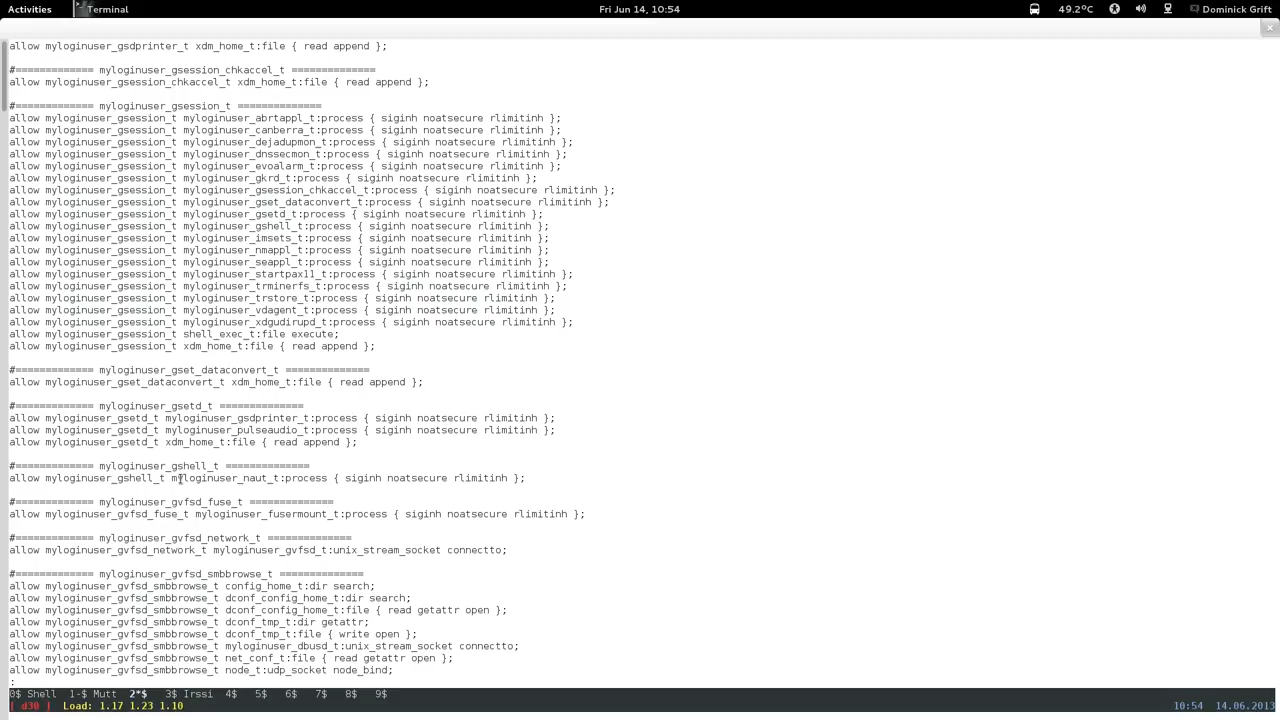 Activities Terminal Fri Jun 14, 10:54 49.2°C Dominick Grift
allow myloginuser_gsdprinter_t xdm_home_t:file { read append };
#============= myloginuser_gsession_chkaccel_t ==============
allow myloginuser_gsession_chkaccel_t xdm_home_t:file { read append };
#============= myloginuser_gsession_t ==============
allow myloginuser_gsession_t myloginuser_abrtappl_t:process { siginh noatsecure rlimitinh };
allow myloginuser_gsession_t myloginuser_canberra_t:process { siginh noatsecure rlimitinh };
allow myloginuser_gsession_t myloginuser_dejadupmon_t:process { siginh noatsecure rlimitinh };
allow myloginuser_gsession_t myloginuser_dnssecmon_t:process { siginh noatsecure rlimitinh };
allow myloginuser_gsession_t myloginuser_evoalarm_t:process { siginh noatsecure rlimitinh };
allow myloginuser_gsession_t myloginuser_gkrd_t:process { siginh noatsecure rlimitinh };
allow myloginuser_gsession_t myloginuser_gsession_chkaccel_t:process { siginh noatsecure rlimitinh };
allow myloginuser_gsession_t myloginuser_gset_dataconvert_t:process { siginh noatsecure rlimitinh };
allow myloginuser_gsession_t myloginuser_gsetd_t:process { siginh noatsecure rlimitinh };
allow myloginuser_gsession_t myloginuser_gshell_t:process { siginh noatsecure rlimitinh };
allow myloginuser_gsession_t myloginuser_imsets_t:process { siginh noatsecure rlimitinh };
allow myloginuser_gsession_t myloginuser_nmappl_t:process { siginh noatsecure rlimitinh };
allow myloginuser_gsession_t myloginuser_seappl_t:process { siginh noatsecure rlimitinh };
allow myloginuser_gsession_t myloginuser_startpax11_t:process { siginh noatsecure rlimitinh };
allow myloginuser_gsession_t myloginuser_trminerfs_t:process { siginh noatsecure rlimitinh };
allow myloginuser_gsession_t myloginuser_trstore_t:process { siginh noatsecure rlimitinh };
allow myloginuser_gsession_t myloginuser_vdagent_t:process { siginh noatsecure rlimitinh };
allow myloginuser_gsession_t myloginuser_xdgudirupd_t:process { siginh noatsecure rlimitinh };
allow myloginuser_gsession_t shell_exec_t:file execute;
allow myloginuser_gsession_t xdm_home_t:file { read append };
#============= myloginuser_gset_dataconvert_t ==============
allow myloginuser_gset_dataconvert_t xdm_home_t:file { read append };
#============= myloginuser_gsetd_t ==============
allow myloginuser_gsetd_t myloginuser_gsdprinter_t:process { siginh noatsecure rlimitinh };
allow myloginuser_gsetd_t myloginuser_pulseaudio_t:process { siginh noatsecure rlimitinh };
allow myloginuser_gsetd_t xdm_home_t:file { read append };
#============= myloginuser_gshell_t ==============
allow myloginuser_gshell_t myloginuser_naut_t:process { siginh noatsecure rlimitinh };
#============= myloginuser_gvfsd_fuse_t ==============
allow myloginuser_gvfsd_fuse_t myloginuser_fusermount_t:process { siginh noatsecure rlimitinh };
#============= myloginuser_gvfsd_network_t ==============
allow myloginuser_gvfsd_network_t myloginuser_gvfsd_t:unix_stream_socket connectto;
#============= myloginuser_gvfsd_smbbrowse_t ==============
allow myloginuser_gvfsd_smbbrowse_t config_home_t:dir search;
allow myloginuser_gvfsd_smbbrowse_t dconf_config_home_t:dir search;
allow myloginuser_gvfsd_smbbrowse_t dconf_config_home_t:file { read getattr open };
allow myloginuser_gvfsd_smbbrowse_t dconf_tmp_t:dir getattr;
allow myloginuser_gvfsd_smbbrowse_t dconf_tmp_t:file { write open };
allow myloginuser_gvfsd_smbbrowse_t myloginuser_dbusd_t:unix_stream_socket connectto;
allow myloginuser_gvfsd_smbbrowse_t net_conf_t:file { read getattr open };
allow myloginuser_gvfsd_smbbrowse_t node_t:udp_socket node_bind;
:
0$ Shell 1-$ Mutt 2*$ 3$ Irssi 4$ 5$ 6$ 7$ 8$ 9$
[ d30 ] Load: 1.17 1.23 1.10 10:54 14.06.2013